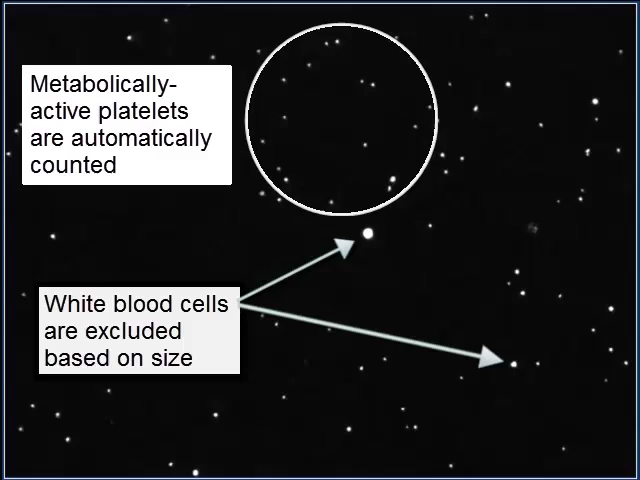 Metabolically-
active platelets
are automatically
counted
White blood cells
are excluded
based on size